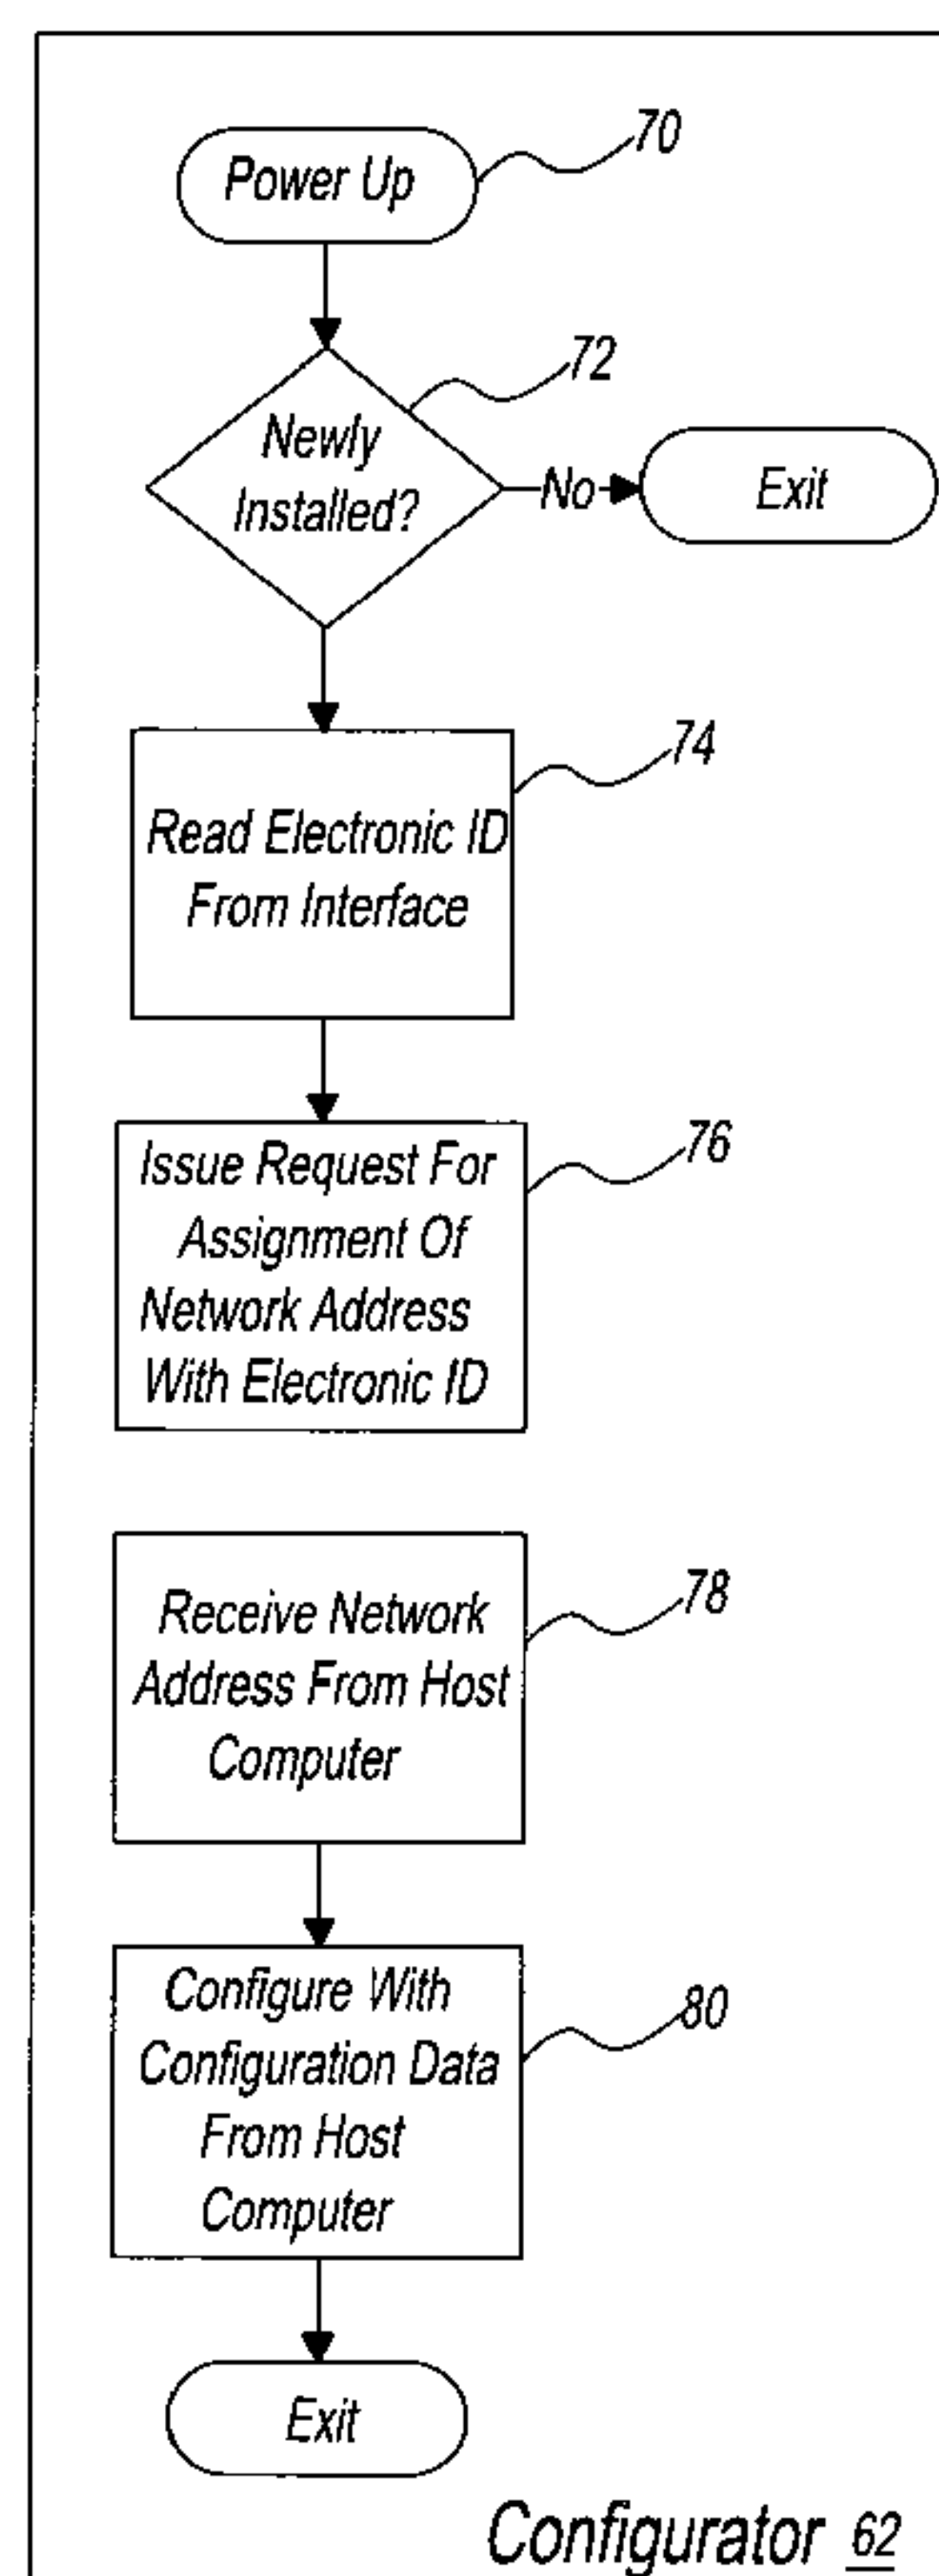 70
Power Up
72
Newly
Installed?
No
Exit
74
Read Electronic ID
From Interface
76
Issue Request For
Assignment Of
Network Address
With Electronic ID
78
Receive Network
Address From Host
Computer
80
Configure With
Configuration Data
From Host
Computer
Exit
Configurator 62